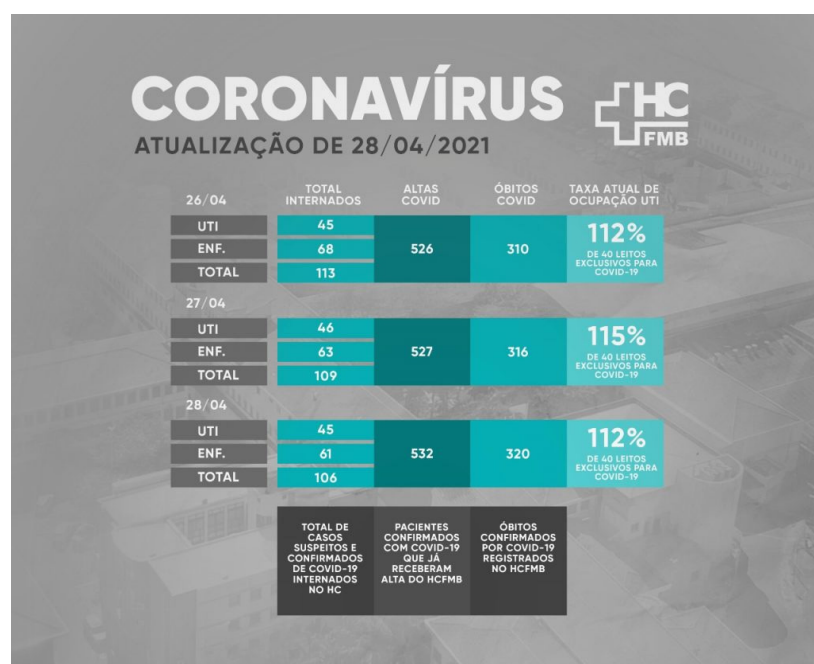 CORONAVÍRUS
HC
FMB
ATUALIZAÇÃO DE 28/04/2021
26/04
TOTAL
INTERNADOS
ALTAS
COVID
ÓBITOS
COVID
TAXA ATUAL DE
OCUPAÇÃO UTI
UTI
45
ENF.
68
TOTAL
113
526
310
112%
DE 40 LEITOS
EXCLUSIVOS PARA
COVID-19
27/04
UTI
46
ENF.
63
TOTAL
109
527
316
115%
DE 40 LEITOS
EXCLUSIVOS PARA
COVID-19
28/04
UTI
45
ENF.
61
TOTAL
106
532
320
112%
DE 40 LEITOS
EXCLUSIVOS PARA
COVID-19
TOTAL DE
CASOS
SUSPEITOS E
CONFIRMADOS
DE COVID-19
INTERNADOS
NO HC
PACIENTES
CONFIRMADOS
COM COVID-19
QUE JÁ
RECEBERAM
ALTA DO HCFMB
ÓBITOS
CONFIRMADOS
POR COVID-19
REGISTRADOS
NO HCFMB